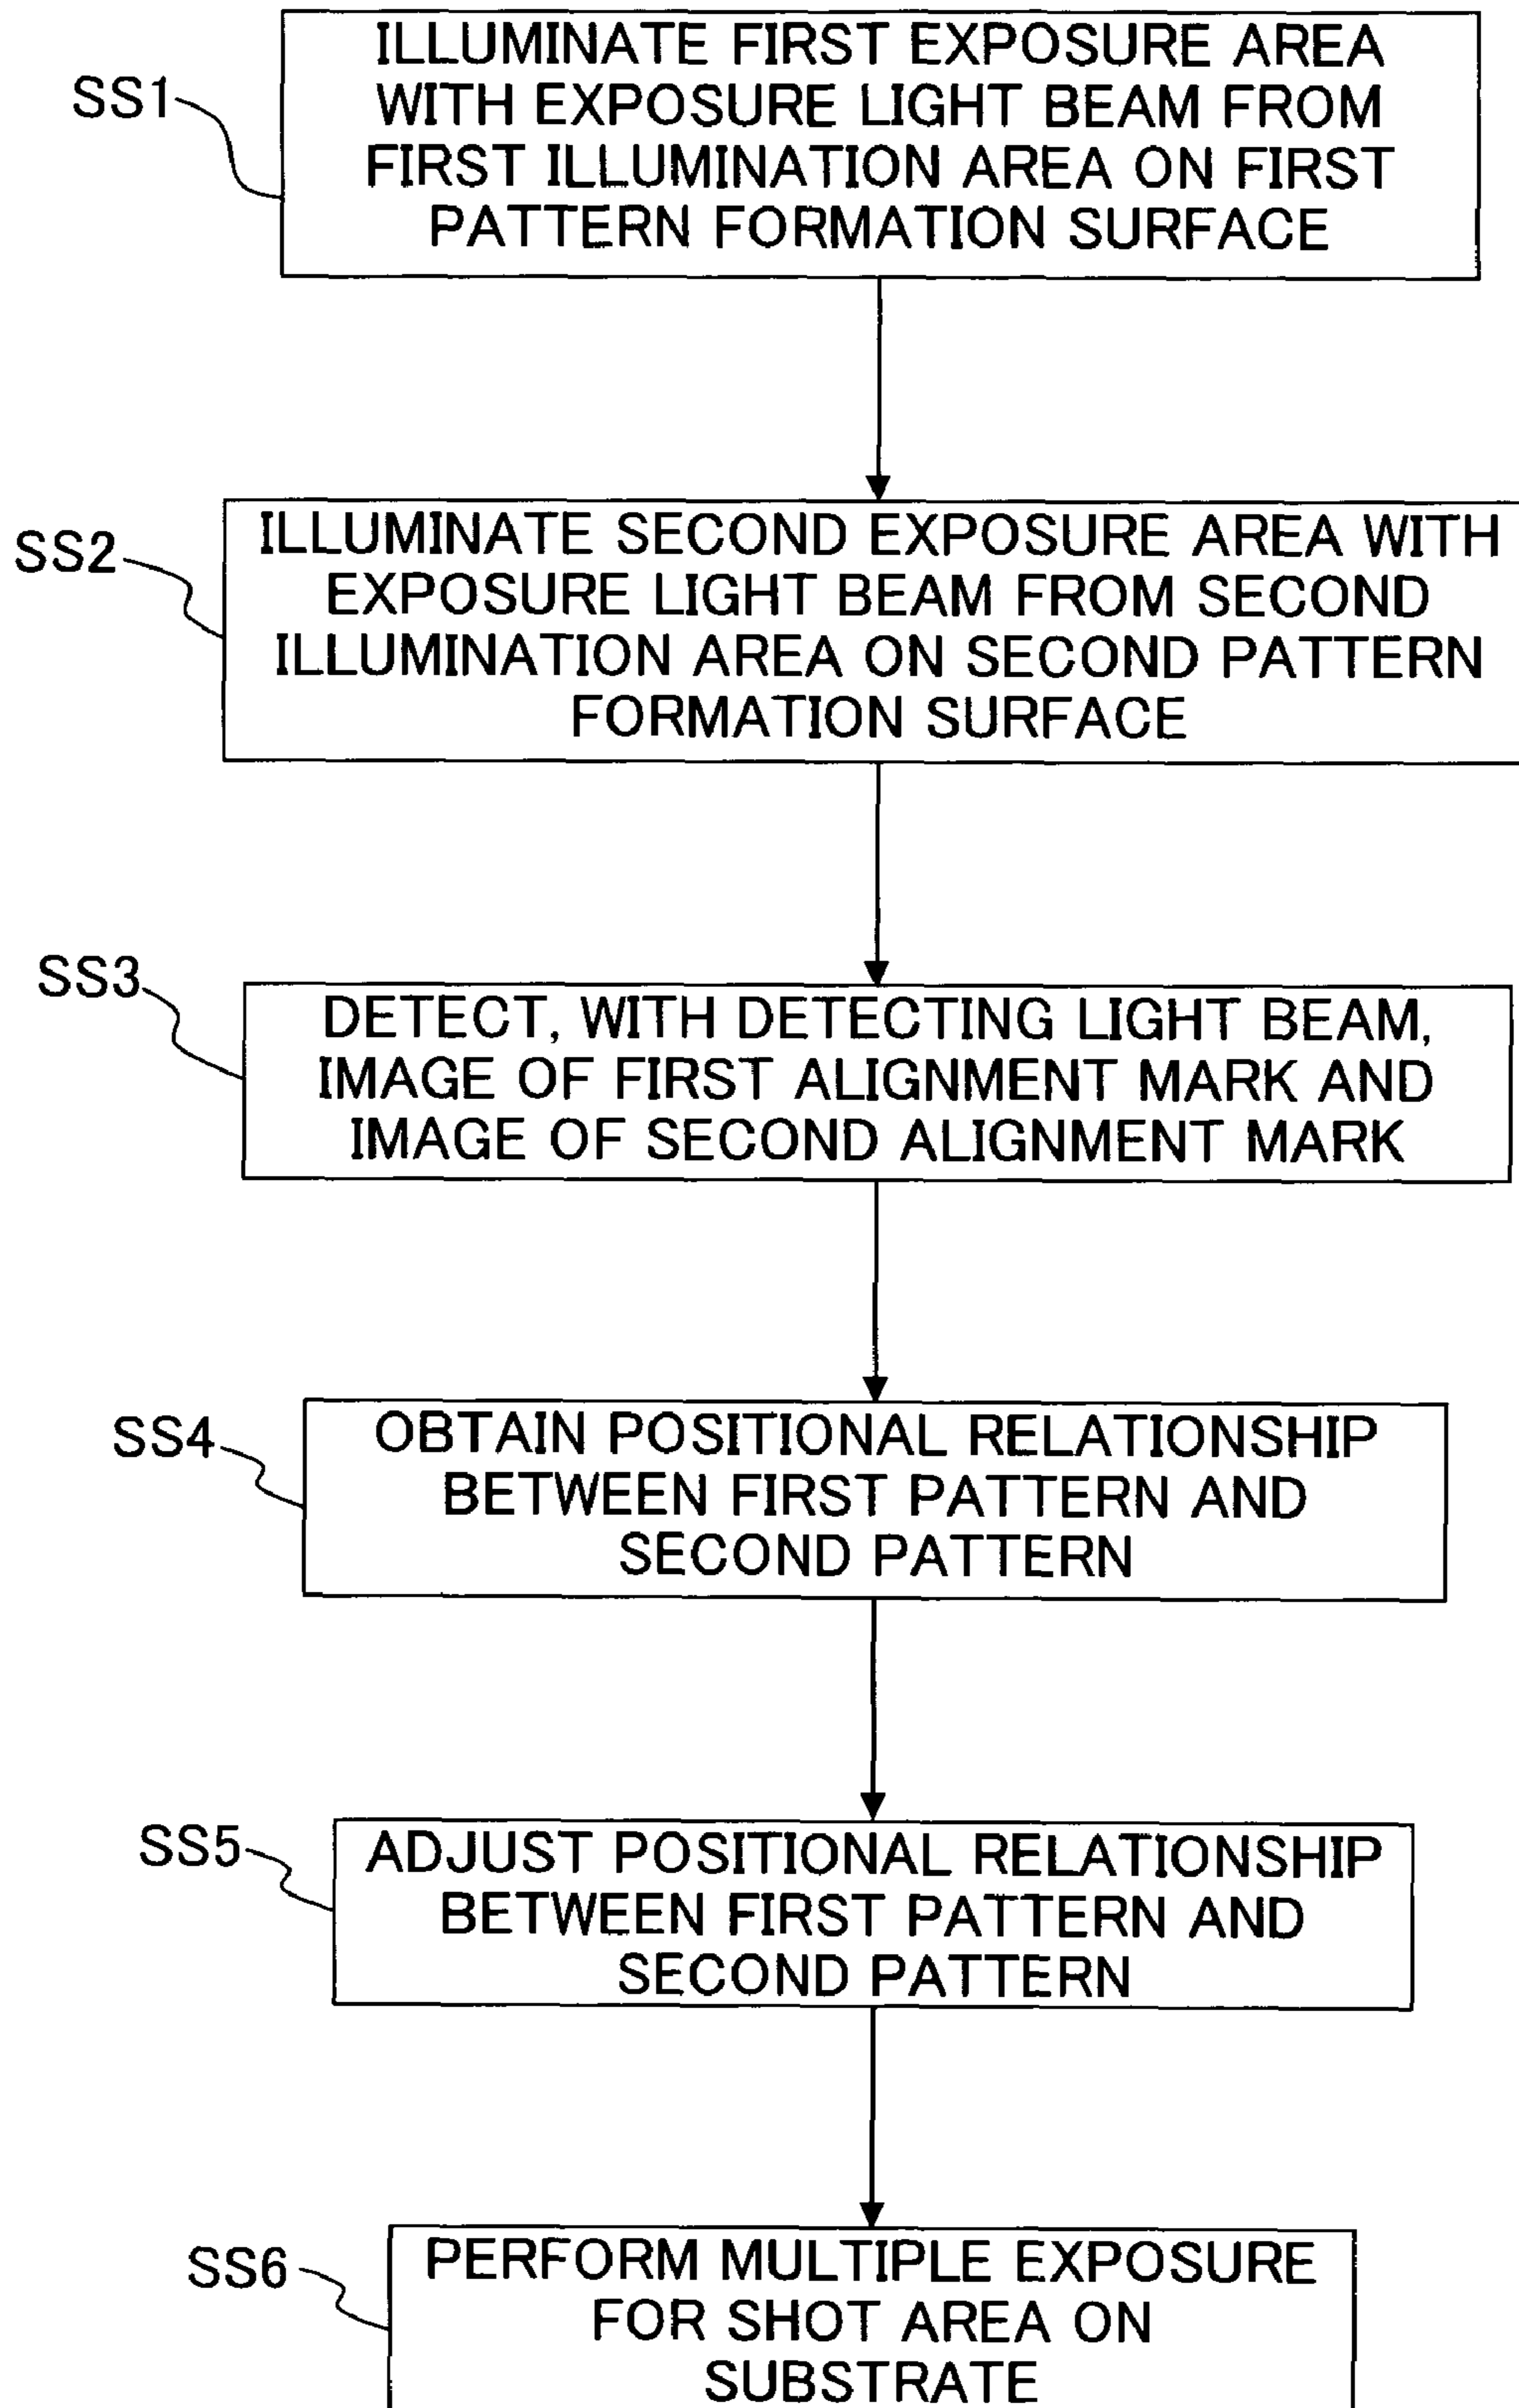 SS1
ILLUMINATE FIRST EXPOSURE AREA
WITH EXPOSURE LIGHT BEAM FROM
FIRST ILLUMINATION AREA ON FIRST
PATTERN FORMATION SURFACE
SS2
ILLUMINATE SECOND EXPOSURE AREA WITH
EXPOSURE LIGHT BEAM FROM SECOND
ILLUMINATION AREA ON SECOND PATTERN
FORMATION SURFACE
SS3
DETECT, WITH DETECTING LIGHT BEAM,
IMAGE OF FIRST ALIGNMENT MARK AND
IMAGE OF SECOND ALIGNMENT MARK
SS4
OBTAIN POSITIONAL RELATIONSHIP
BETWEEN FIRST PATTERN AND
SECOND PATTERN
SS5
ADJUST POSITIONAL RELATIONSHIP
BETWEEN FIRST PATTERN AND
SECOND PATTERN
SS6
PERFORM MULTIPLE EXPOSURE
FOR SHOT AREA ON
SUBSTRATE